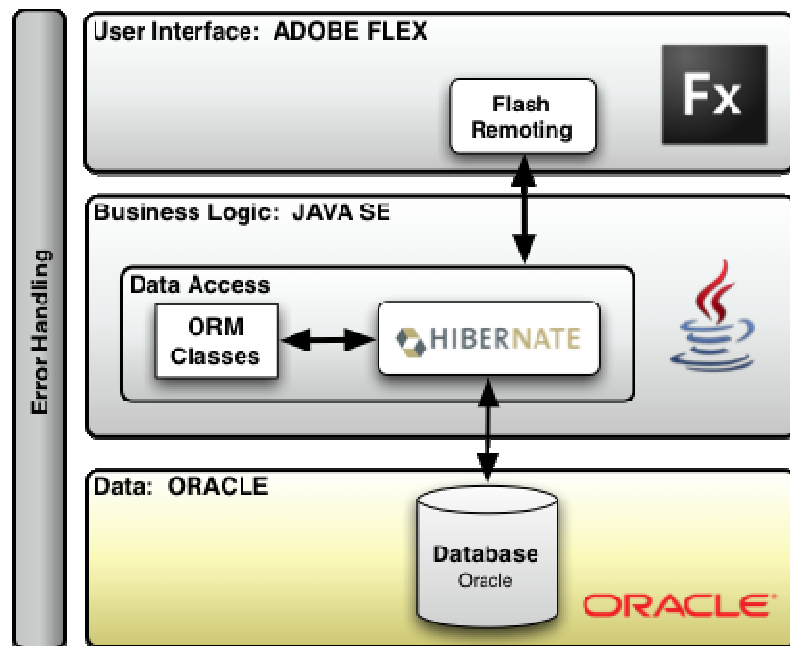 User Interface: ADOBE FLEX
Flash
Remoting
Fx
Business Logic: JAVA SE
Data Access
ORM
Classes
HIBERNATE
Error Handling
Data: ORACLE
Database
Oracle
ORACLE